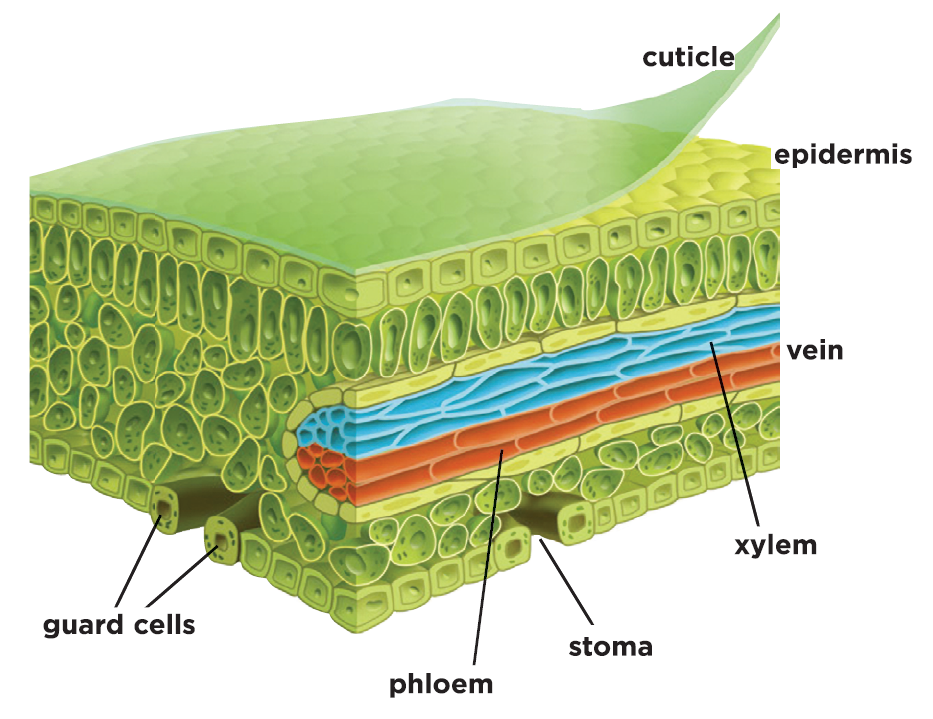 cuticle
epidermis
vein
xylem
guard cells
stoma
phloem